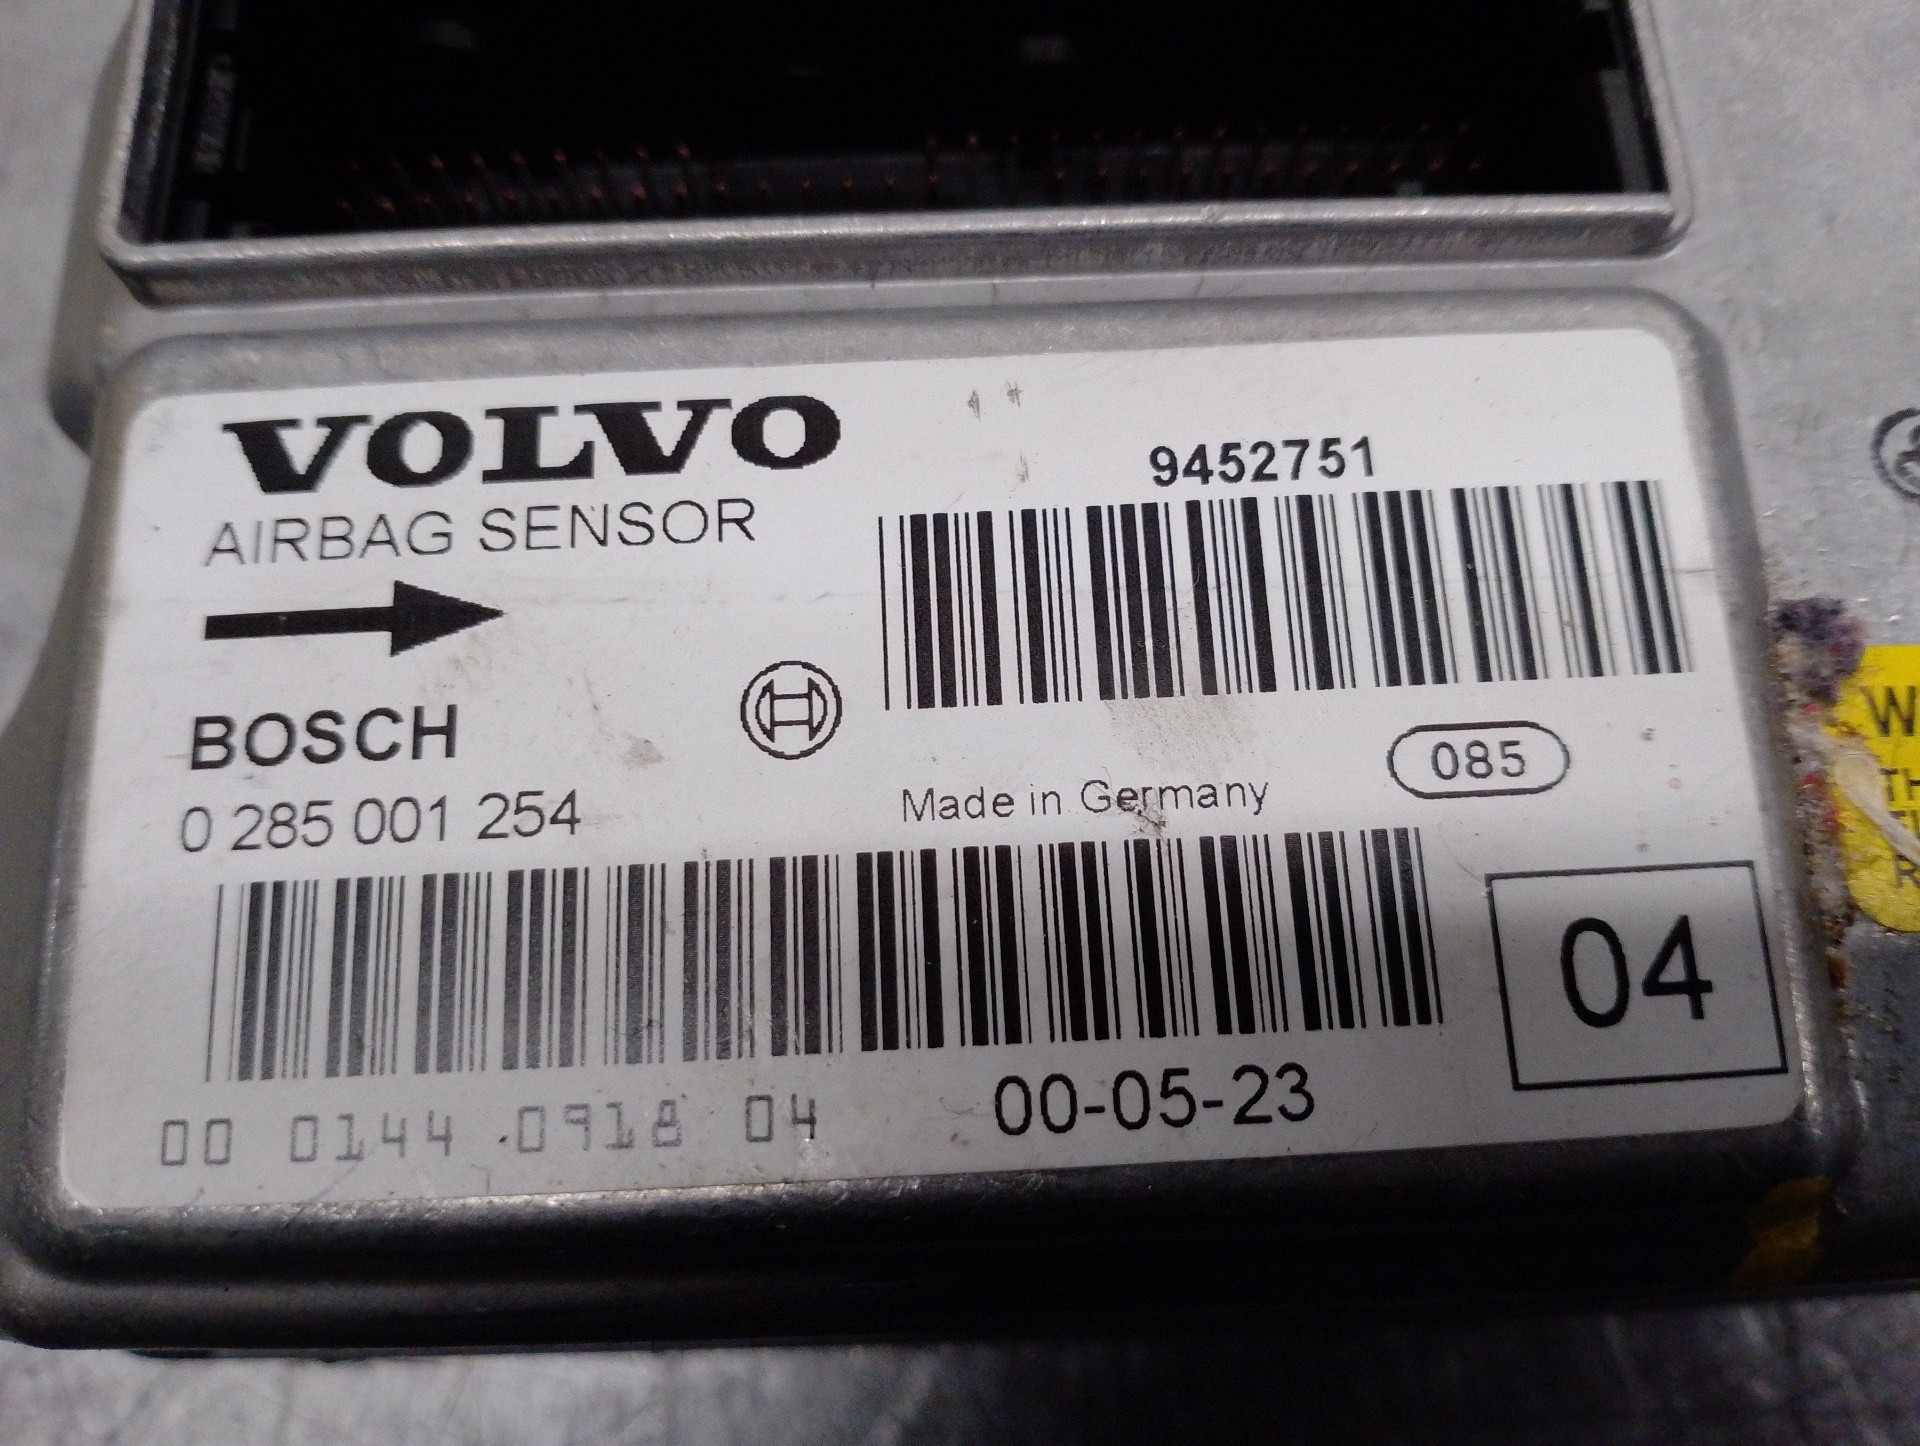 VOLVO
9452751
AIRBAG SENSOR
BOSCH
085
0 285 001 254
Made in Germany
04
00 0144 0918 04
00-05-23